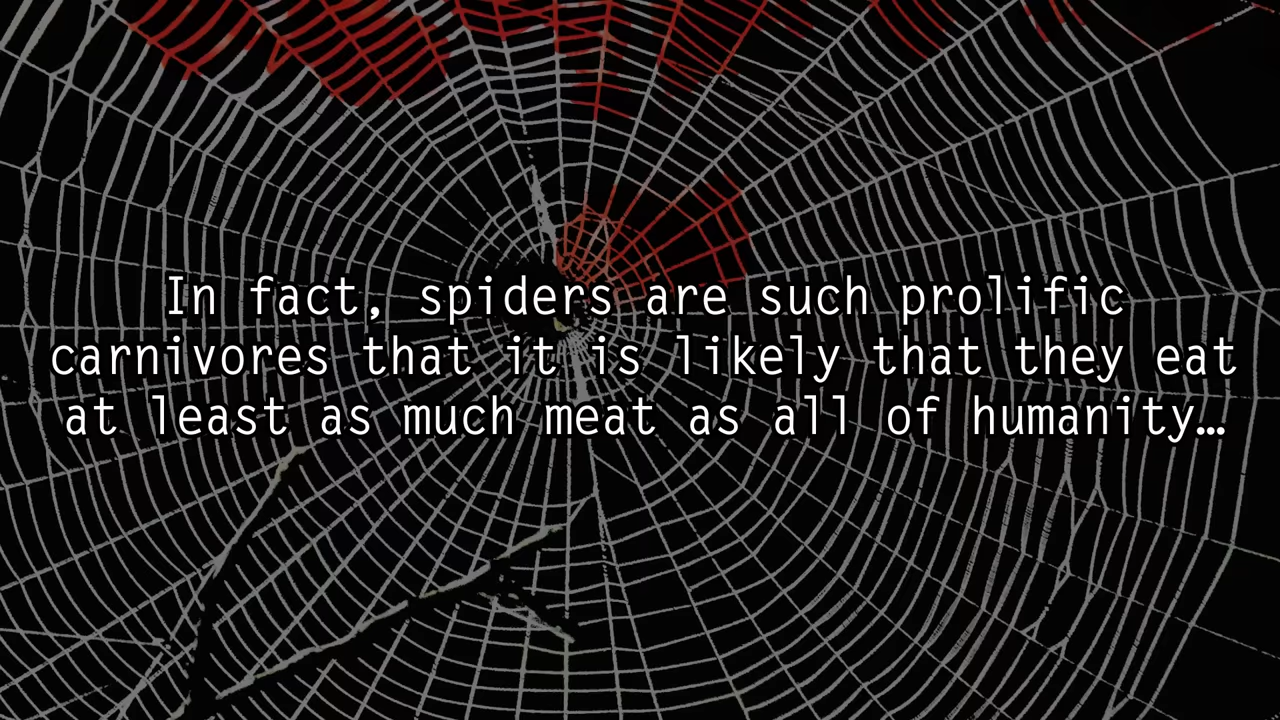 In fact, spiders are such prolific
carnivores that it is likely that they eat
at least as much meat as all of humanity…